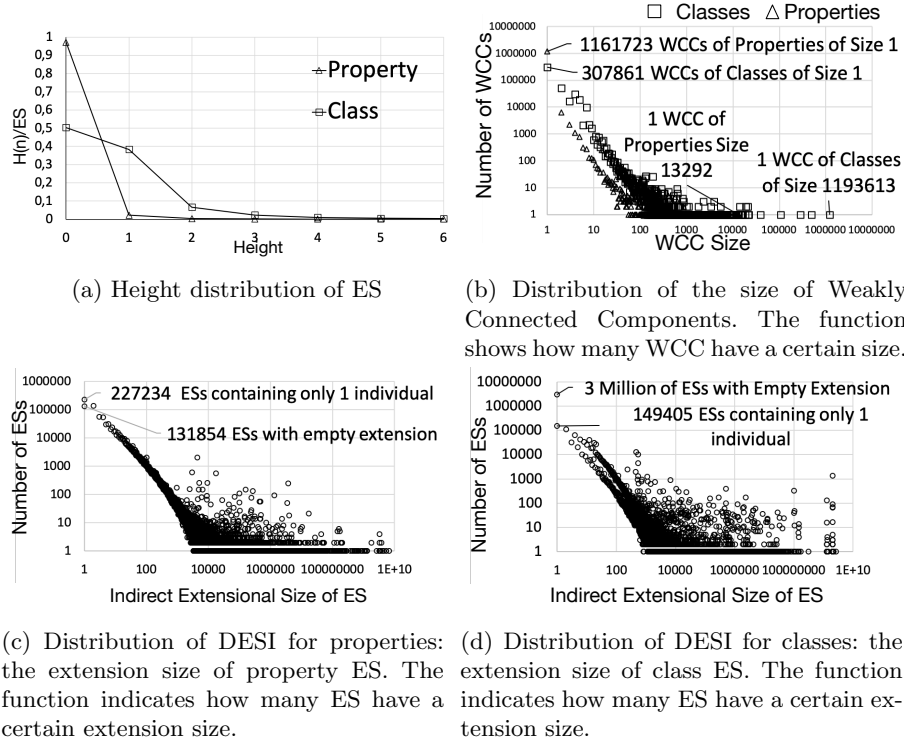 1
0,9
0,8
0,7
0,6
0,5
0,4
0,3
0,2
0,1
0
H(n)/ES
Property
Class
0 1 2 3 4 5 6
Height
(a) Height distribution of ES
Classes Properties
10000000
1000000
100000
10000
1000
100
10
1
Number of WCCs
1161723 WCCs of Properties of Size 1
307861 WCCs of Classes of Size 1
1 WCC of
Properties Size
13292
1 WCC of Classes
of Size 1193613
1 10 100 1000 10000 100000 1000000 10000000
WCC Size
(b) Distribution of the size of Weakly
Connected Components. The function
shows how many WCC have a certain size.
1000000
100000
10000
1000
100
10
1
Number of ESs
227234 ESs containing only 1 individual
131854 ESs with empty extension
1 100 10000 1000000 100000000 1E+10
Indirect Extensional Size of ES
(c) Distribution of DESI for properties:
the extension size of property ES. The
function indicates how many ES have a
certain extension size.
10000000
1000000
100000
10000
1000
100
10
1
Number of ESs
3 Million of ESs with Empty Extension
149405 ESs containing only 1
individual
1 100 10000 1000000 100000000 1E+10
Indirect Extensional Size of ES
(d) Distribution of DESI for classes: the
extension size of class ES. The function
indicates how many ES have a certain ex-
tension size.